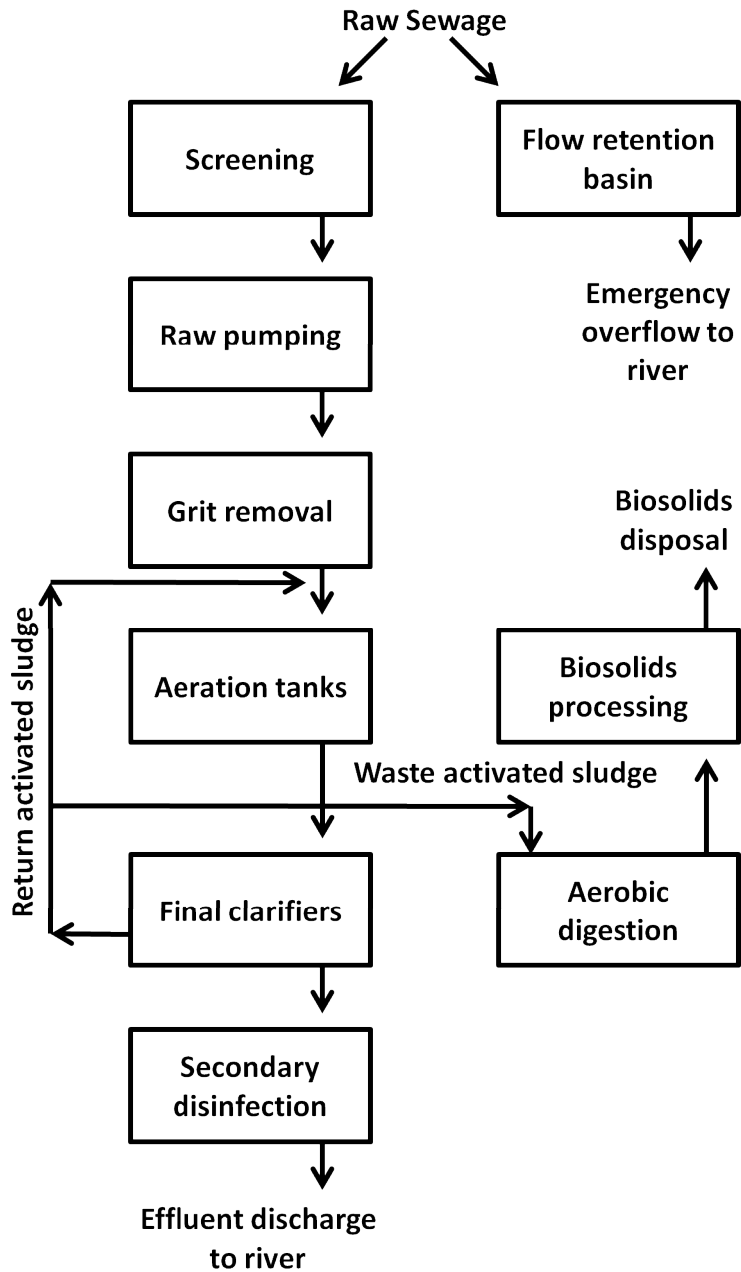 Raw Sewage
Screening
Flow retention
basin
Raw pumping
Emergency
overflow to
river
Grit removal
Biosolids
disposal
Return activated sludge
Aeration tanks
Biosolids
processing
Waste activated sludge
Final clarifiers
Aerobic
digestion
Secondary
disinfection
Effluent discharge
to river